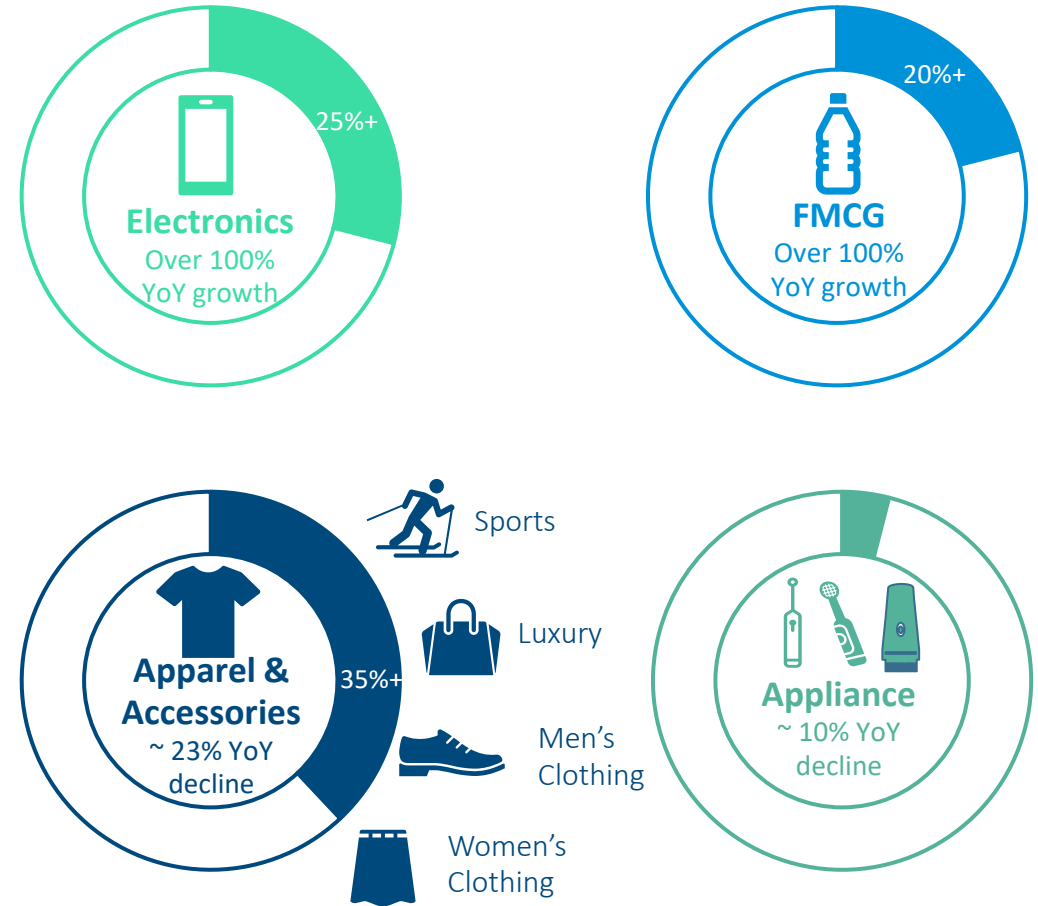 25%+
Electronics
Over 100%
YoY growth
20%+
FMCG
Over 100%
YoY growth
35%+
Apparel &
Accessories
~ 23% YoY
decline
Sports
Luxury
Men’s
Clothing
Women’s
Clothing
Appliance
~ 10% YoY
decline